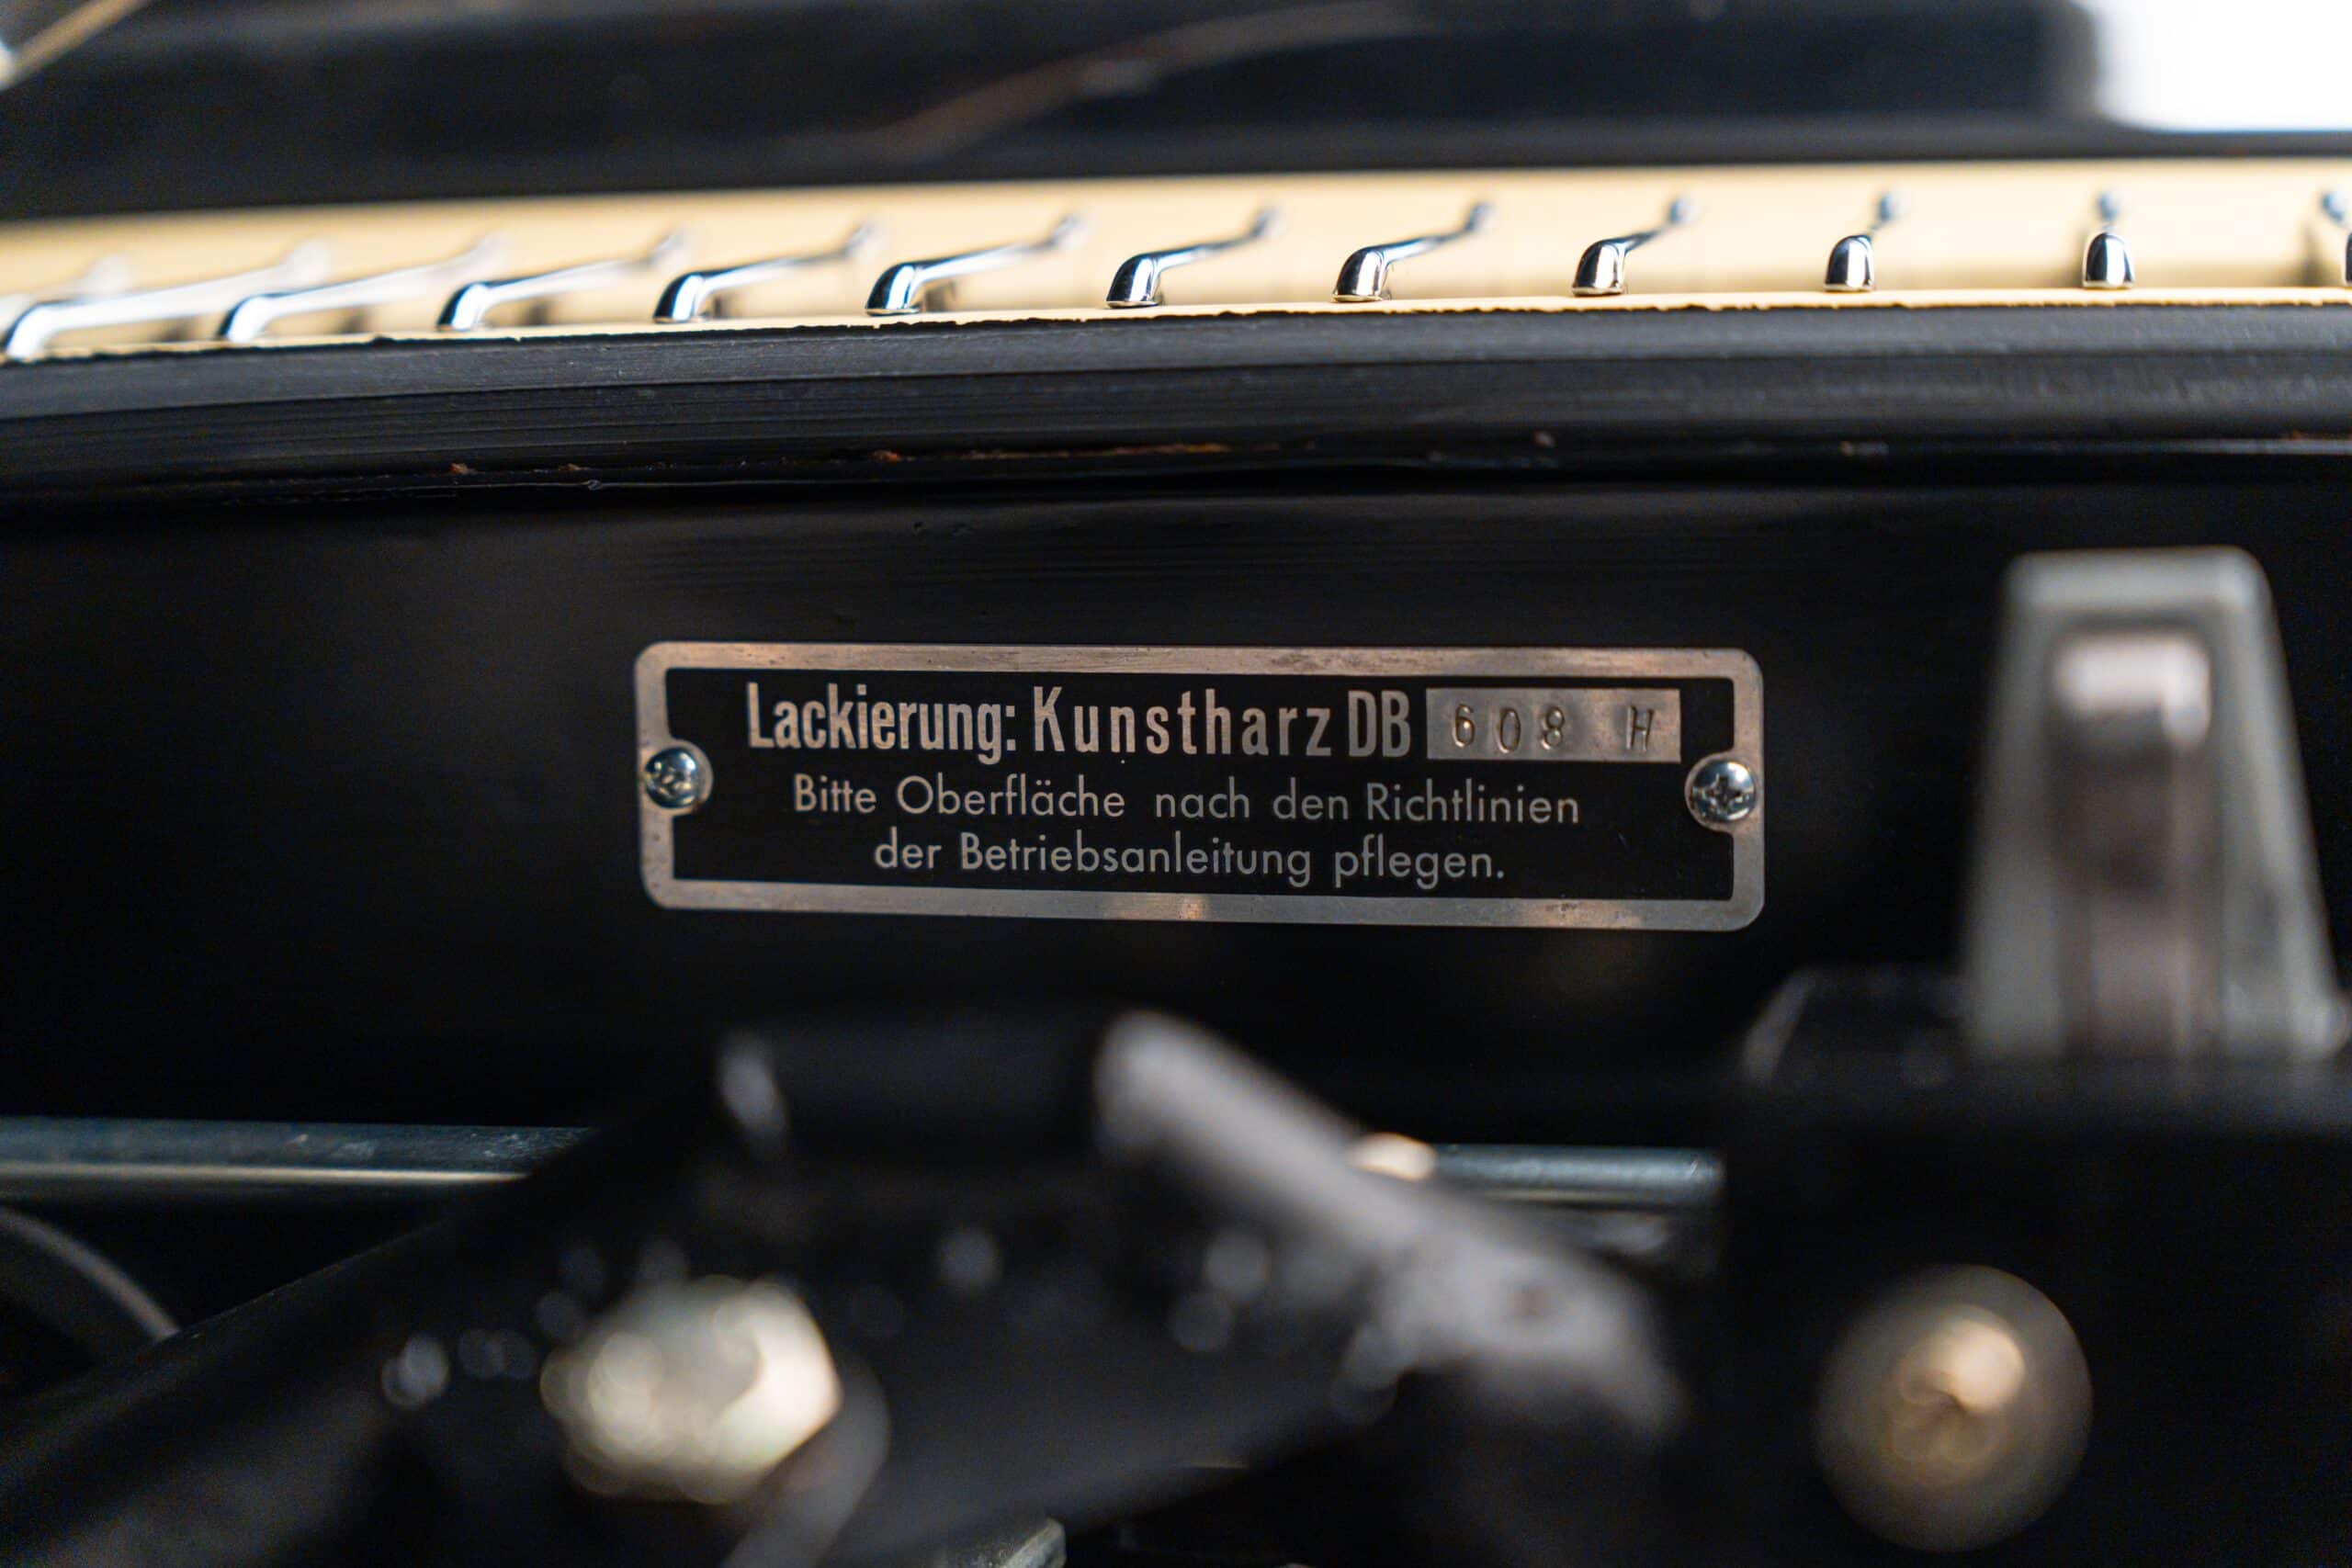 Lackierung: Kunstharz DB 608 H
Bitte Oberfläche nach den Richtlinien
der Betriebsanleitung pflegen.